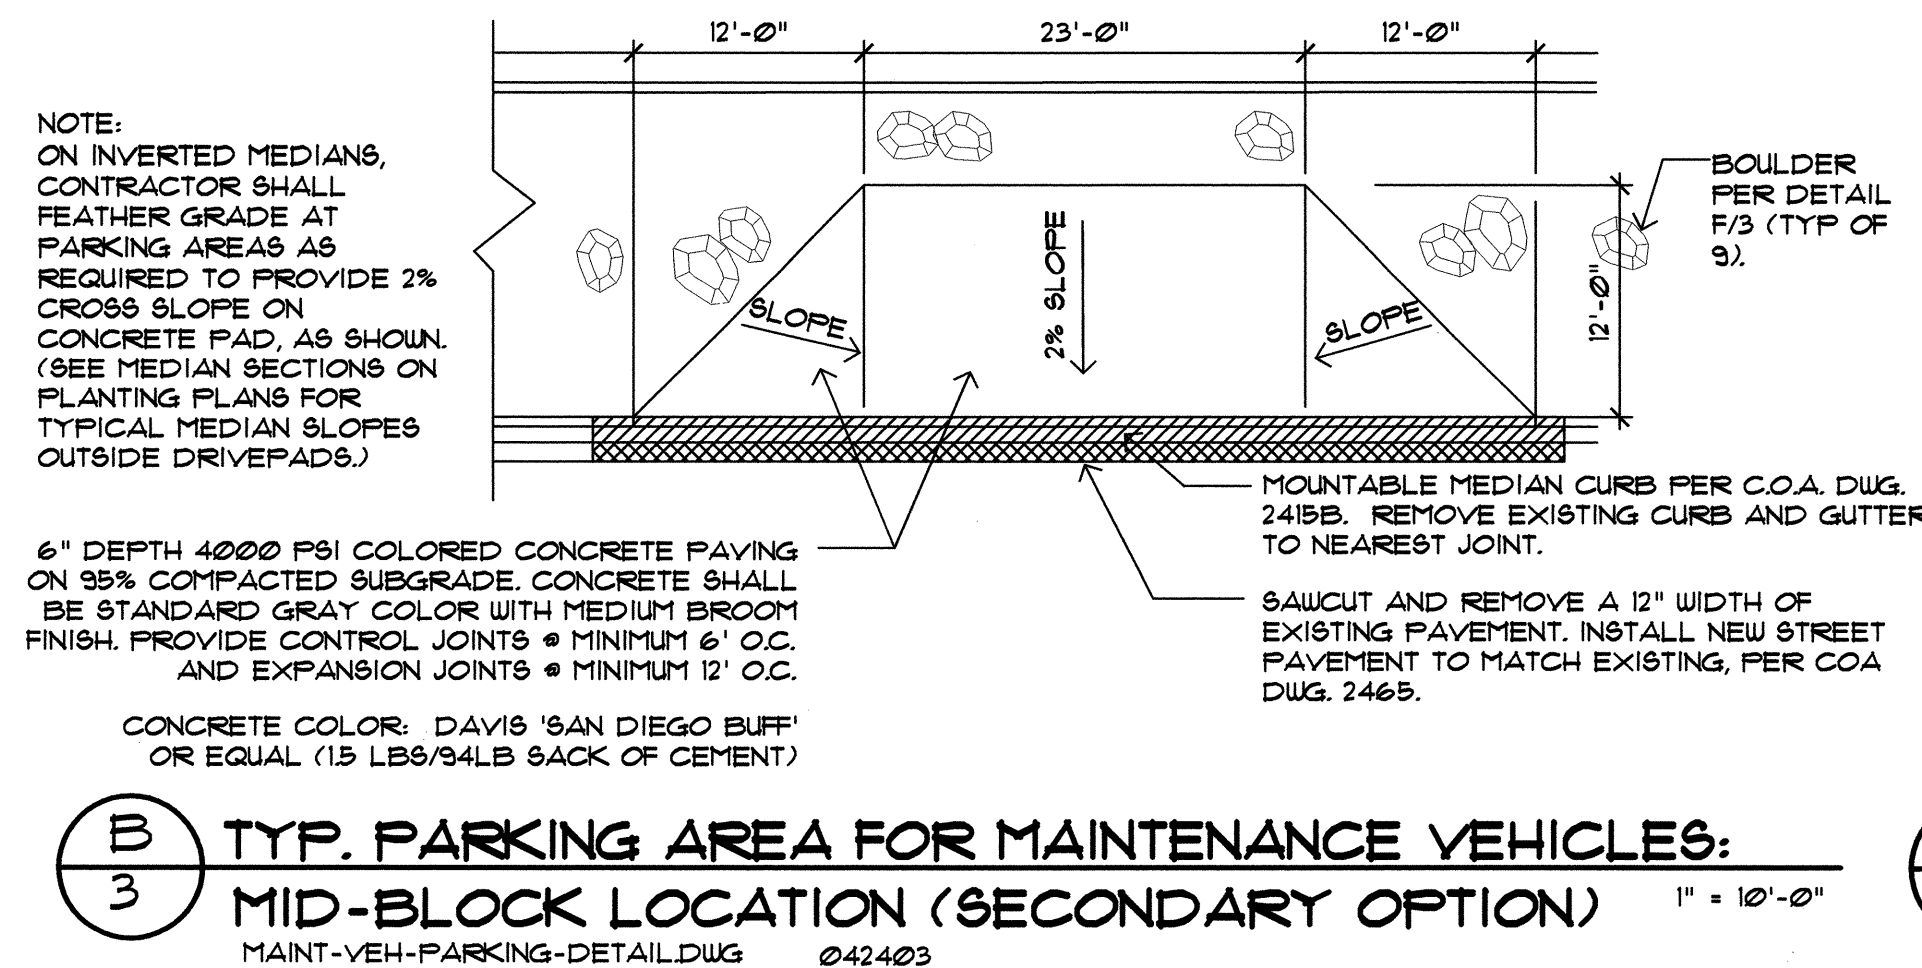 12'-0"
23'-0"
12'-0"
NOTE:
ON INVERTED MEDIANS,
CONTRACTOR SHALL
FEATHER GRADE AT
PARKING AREAS AS
REQUIRED TO PROVIDE 2%
CROSS SLOPE ON
CONCRETE PAD, AS SHOWN.
(SEE MEDIAN SECTIONS ON
PLANTING PLANS FOR
TYPICAL MEDIAN SLOPES
OUTSIDE DRIVEPADS.)
SLOPE
2% SLOPE
SLOPE
12'-0"
BOULDER
PER DETAIL
F/3 (TYP OF
9).
MOUNTABLE MEDIAN CURB PER C.O.A. DWG.
2415B. REMOVE EXISTING CURB AND GUTTER
TO NEAREST JOINT.
SAWCUT AND REMOVE A 12" WIDTH OF
EXISTING PAVEMENT. INSTALL NEW STREET
PAVEMENT TO MATCH EXISTING, PER COA
DWG. 2465.
6" DEPTH 4000 PSI COLORED CONCRETE PAVING
ON 95% COMPACTED SUBGRADE. CONCRETE SHALL
BE STANDARD GRAY COLOR WITH MEDIUM BROOM
FINISH. PROVIDE CONTROL JOINTS @ MINIMUM 6' O.C.
AND EXPANSION JOINTS @ MINIMUM 12' O.C.
CONCRETE COLOR: DAVIS 'SAN DIEGO BUFF'
OR EQUAL (1.5 LBS/94LB SACK OF CEMENT)
B
3
TYP. PARKING AREA FOR MAINTENANCE VEHICLES:
MID-BLOCK LOCATION (SECONDARY OPTION)
1" = 10'-0"
MAINT-VEH-PARKING-DETAIL.DWG 042403